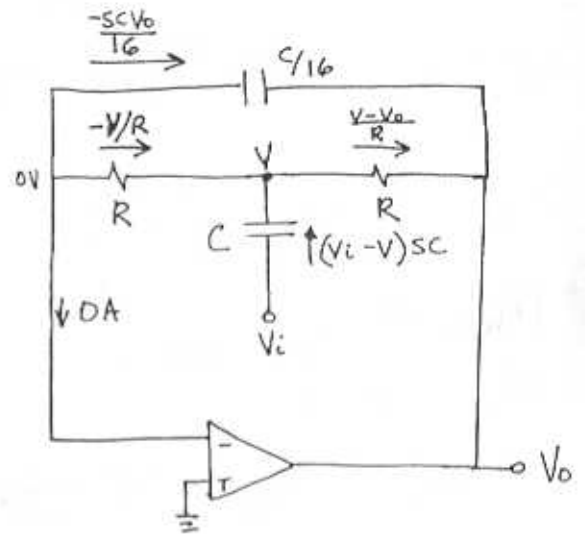 -SCVo/16
C/16
-V/R
V-Vo/R
0V
V
R
R
C
(Vi-V)SC
0A
Vi
-
+
Vo